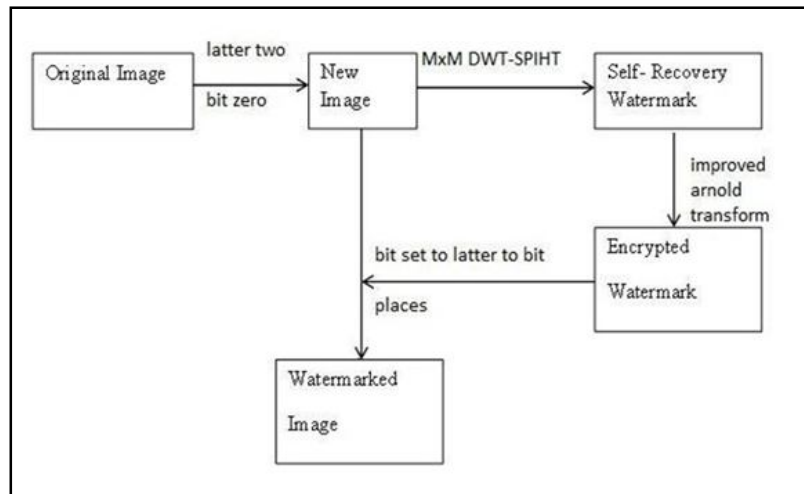 latter two
Original Image
bit zero
New
Image
MxM DWT-SPIHT
Self- Recovery
Watermark
improved
arnold
transform
Encrypted
Watermark
bit set to latter to bit
places
Watermarked
Image